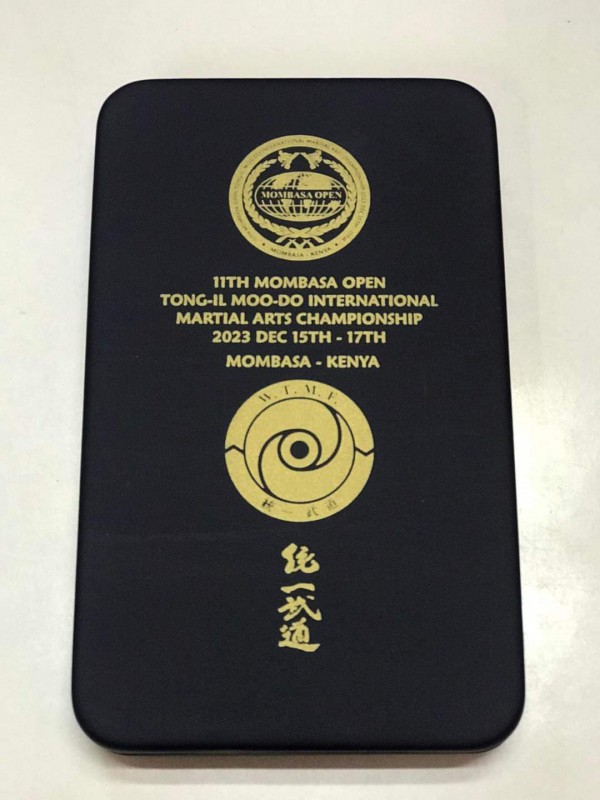 MOMBASA OPEN
MOMBASA - KENYA
11TH MOMBASA OPEN
TONG-IL MOO-DO INTERNATIONAL
MARTIAL ARTS CHAMPIONSHIP
2023 DEC 15TH - 17TH
MOMBASA - KENYA
W. T. M. F.
統一武道
統一武道